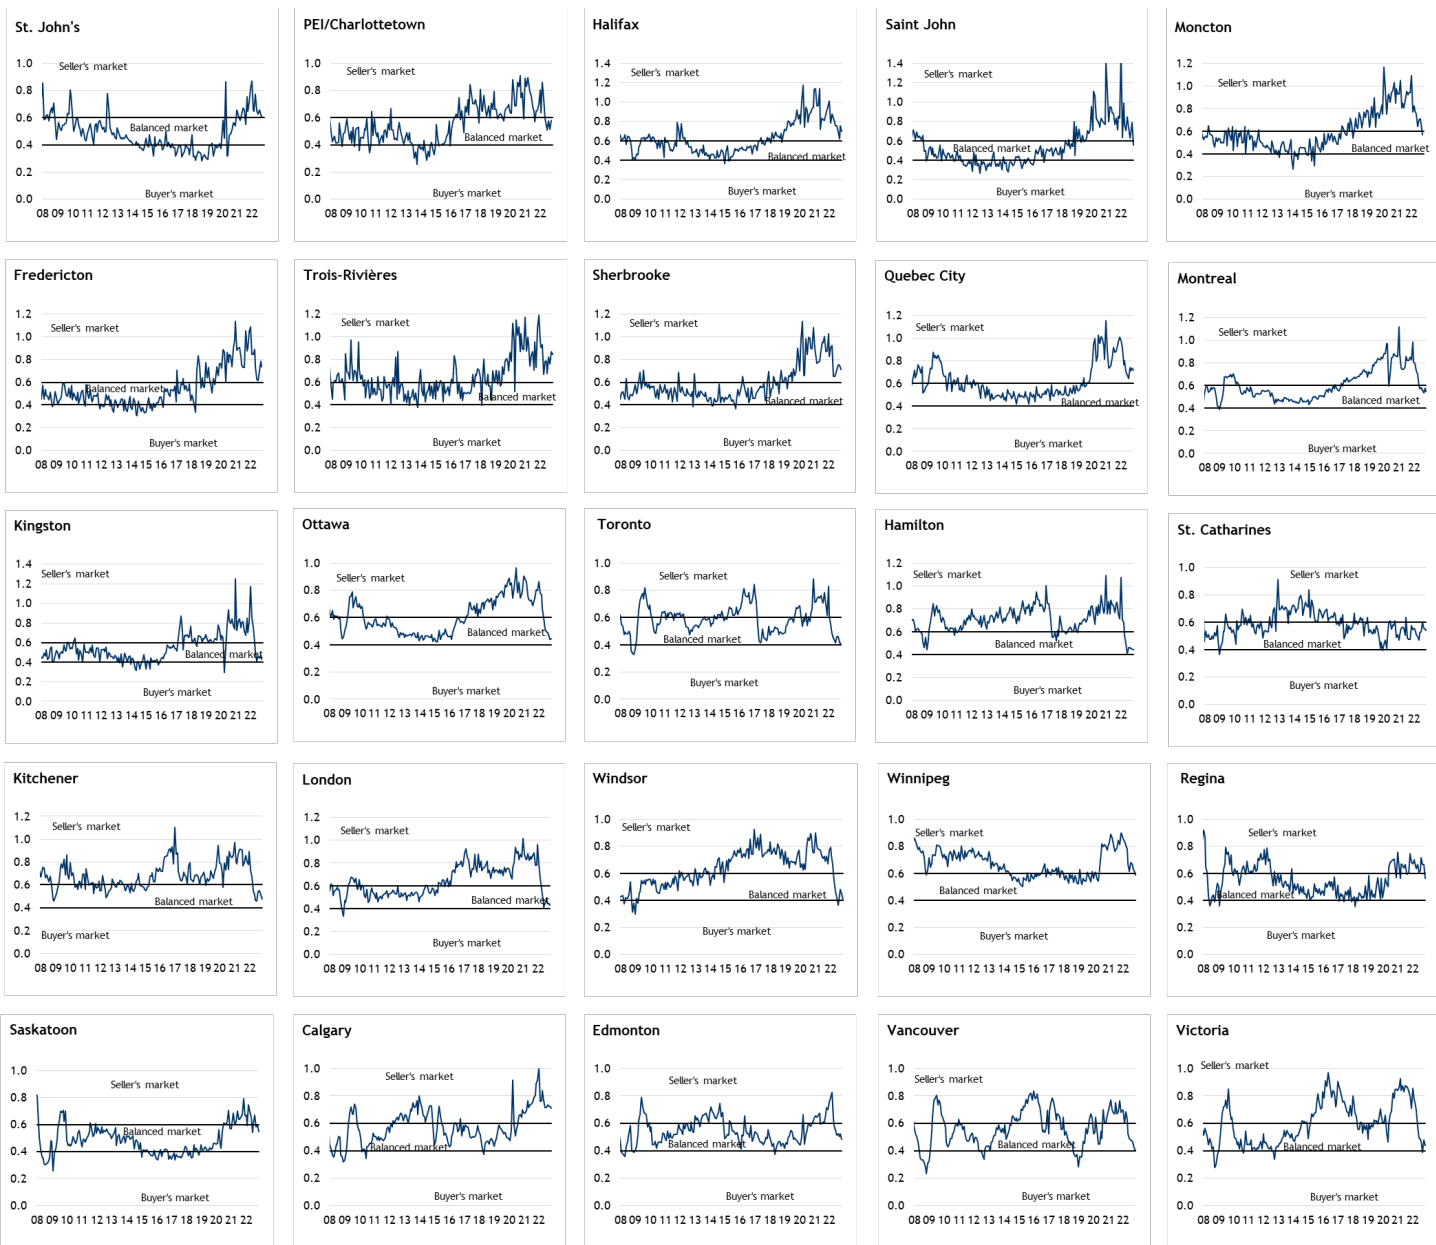 St. John's
1.0
Seller's market
0.8
0.6
Balanced market
0.4
0.2
Buyer's market
0.0
08 09 10 11 12 13 14 15 16 17 18 19 20 21 22
PEI/Charlottetown
1.0
Seller's market
0.8
0.6
Balanced market
0.4
0.2
Buyer's market
0.0
08 09 10 11 12 13 14 15 16 17 18 19 20 21 22
Halifax
1.4
Seller's market
1.2
1.0
0.8
0.6
Balanced market
0.4
0.2
Buyer's market
0.0
08 09 10 11 12 13 14 15 16 17 18 19 20 21 22
Saint John
1.4
Seller's market
1.2
1.0
0.8
0.6
Balanced market
0.4
0.2
Buyer's market
0.0
08 09 10 11 12 13 14 15 16 17 18 19 20 21 22
Moncton
1.2
Seller's market
1.0
0.8
0.6
Balanced market
0.4
0.2
Buyer's market
0.0
08 09 10 11 12 13 14 15 16 17 18 19 20 21 22
Fredericton
1.2
Seller's market
1.0
0.8
0.6
Balanced market
0.4
0.2
Buyer's market
0.0
08 09 10 11 12 13 14 15 16 17 18 19 20 21 22
Trois-Rivières
1.2
Seller's market
1.0
0.8
0.6
Balanced market
0.4
0.2
Buyer's market
0.0
08 09 10 11 12 13 14 15 16 17 18 19 20 21 22
Sherbrooke
1.2
Seller's market
1.0
0.8
0.6
Balanced market
0.4
0.2
Buyer's market
0.0
08 09 10 11 12 13 14 15 16 17 18 19 20 21 22
Quebec City
1.2
Seller's market
1.0
0.8
0.6
Balanced market
0.4
0.2
Buyer's market
0.0
08 09 10 11 12 13 14 15 16 17 18 19 20 21 22
Montreal
1.2
Seller's market
1.0
0.8
0.6
Balanced market
0.4
0.2
Buyer's market
0.0
08 09 10 11 12 13 14 15 16 17 18 19 20 21 22
Kingston
1.4
Seller's market
1.2
1.0
0.8
0.6
Balanced market
0.4
0.2
Buyer's market
0.0
08 09 10 11 12 13 14 15 16 17 18 19 20 21 22
Ottawa
1.0
Seller's market
0.8
0.6
Balanced market
0.4
0.2
Buyer's market
0.0
08 09 10 11 12 13 14 15 16 17 18 19 20 21 22
Toronto
1.0
Seller's market
0.8
0.6
Balanced market
0.4
0.2
Buyer's market
0.0
08 09 10 11 12 13 14 15 16 17 18 19 20 21 22
Hamilton
1.2
Seller's market
1.0
0.8
0.6
Balanced market
0.4
0.2
Buyer's market
0.0
08 09 10 11 12 13 14 15 16 17 18 19 20 21 22
St. Catharines
1.0
Seller's market
0.8
0.6
Balanced market
0.4
0.2
Buyer's market
0.0
08 09 10 11 12 13 14 15 16 17 18 19 20 21 22
Kitchener
1.2
Seller's market
1.0
0.8
0.6
Balanced market
0.4
0.2
Buyer's market
0.0
08 09 10 11 12 13 14 15 16 17 18 19 20 21 22
London
1.2
Seller's market
1.0
0.8
0.6
Balanced market
0.4
0.2
Buyer's market
0.0
08 09 10 11 12 13 14 15 16 17 18 19 20 21 22
Windsor
1.0
Seller's market
0.8
0.6
Balanced market
0.4
0.2
Buyer's market
0.0
08 09 10 11 12 13 14 15 16 17 18 19 20 21 22
Winnipeg
1.0
Seller's market
0.8
0.6
Balanced market
0.4
0.2
Buyer's market
0.0
08 09 10 11 12 13 14 15 16 17 18 19 20 21 22
Regina
1.0
Seller's market
0.8
0.6
Balanced market
0.4
0.2
Buyer's market
0.0
08 09 10 11 12 13 14 15 16 17 18 19 20 21 22
Saskatoon
1.0
Seller's market
0.8
0.6
Balanced market
0.4
0.2
Buyer's market
0.0
08 09 10 11 12 13 14 15 16 17 18 19 20 21 22
Calgary
1.0
Seller's market
0.8
0.6
Balanced market
0.4
0.2
Buyer's market
0.0
08 09 10 11 12 13 14 15 16 17 18 19 20 21 22
Edmonton
1.0
Seller's market
0.8
0.6
Balanced market
0.4
0.2
Buyer's market
0.0
08 09 10 11 12 13 14 15 16 17 18 19 20 21 22
Vancouver
1.0
Seller's market
0.8
0.6
Balanced market
0.4
0.2
Buyer's market
0.0
08 09 10 11 12 13 14 15 16 17 18 19 20 21 22
Victoria
Seller's market
1.0
0.8
0.6
Balanced market
0.4
0.2
Buyer's market
0.0
08 09 10 11 12 13 14 15 16 17 18 19 20 21 22